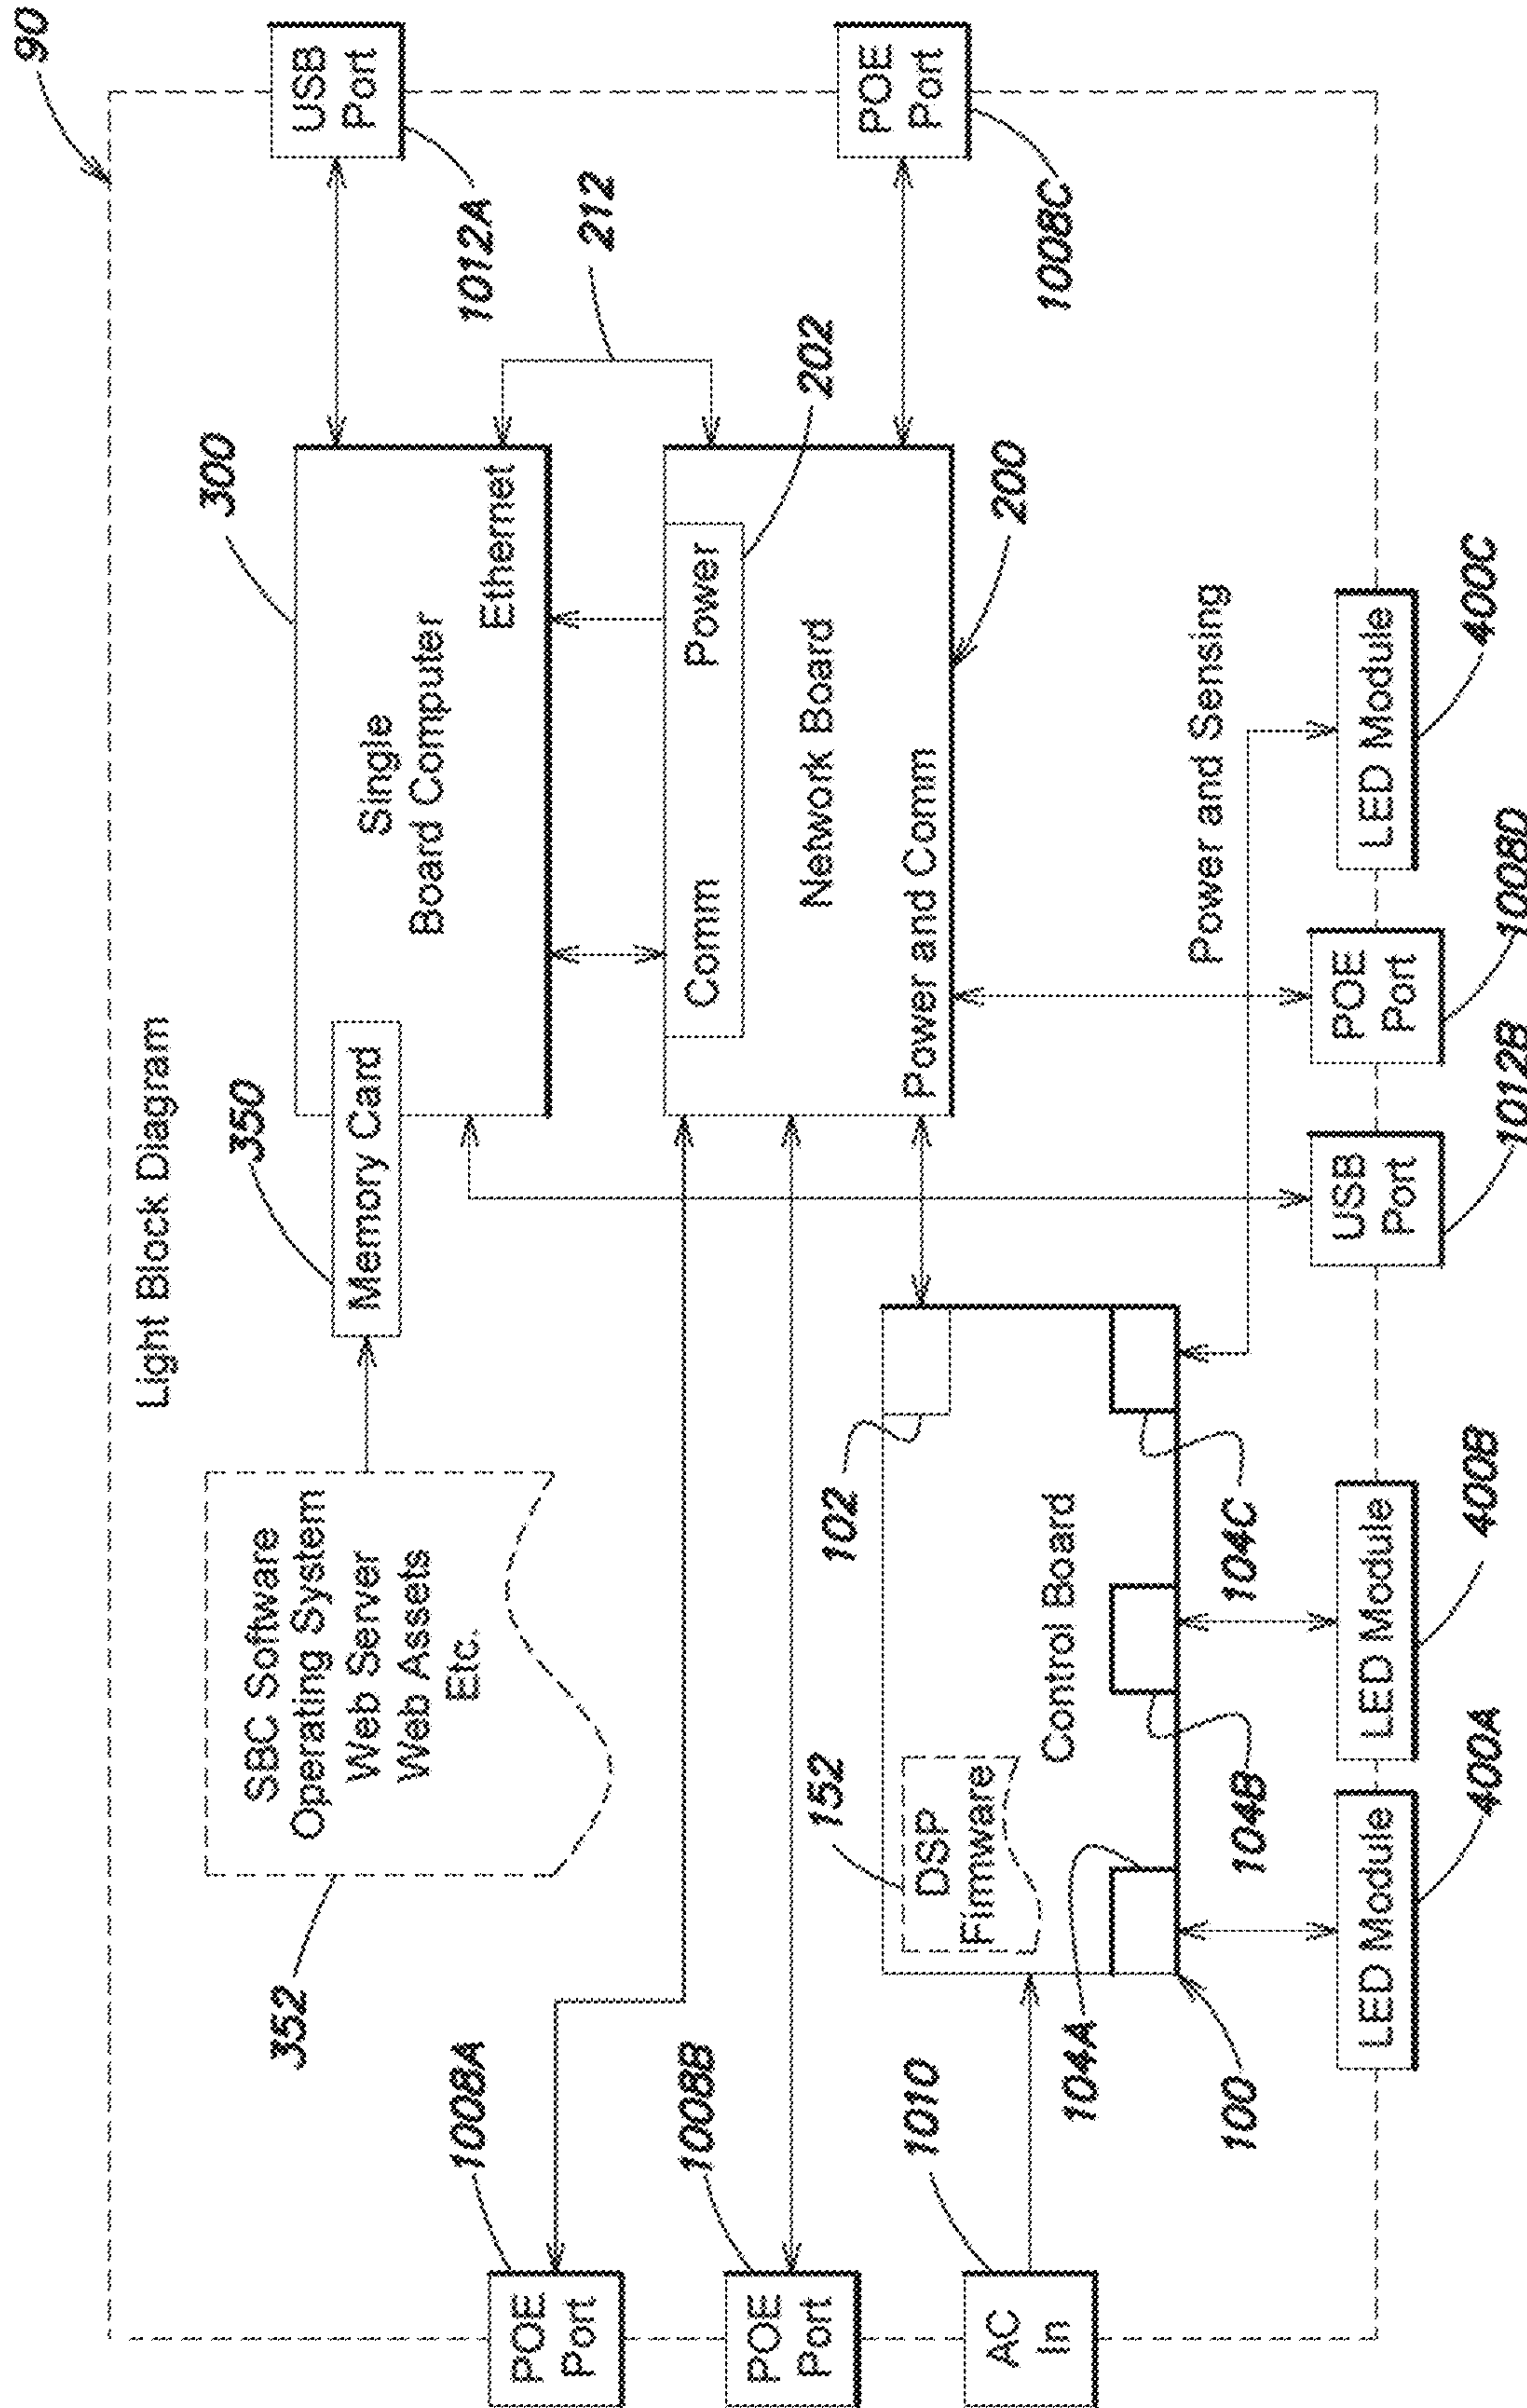 Light Block Diagram
90
352
SBC Software
Operating System
Web Server
Web Assets
Etc.
350
Memory Card
300
Single
Board Computer
Ethernet
USB
Port
1012A
212
1008A
POE
Port
1008B
POE
Port
Comm
Power
202
Network Board
Power and Comm
200
POE
Port
1008C
1010
AC
In
152
DSP
Firmware
102
Control Board
104A
104B
104C
100
Power and Sensing
LED Module
400A
LED Module
400B
USB
Port
1012B
POE
Port
1008D
LED Module
400C